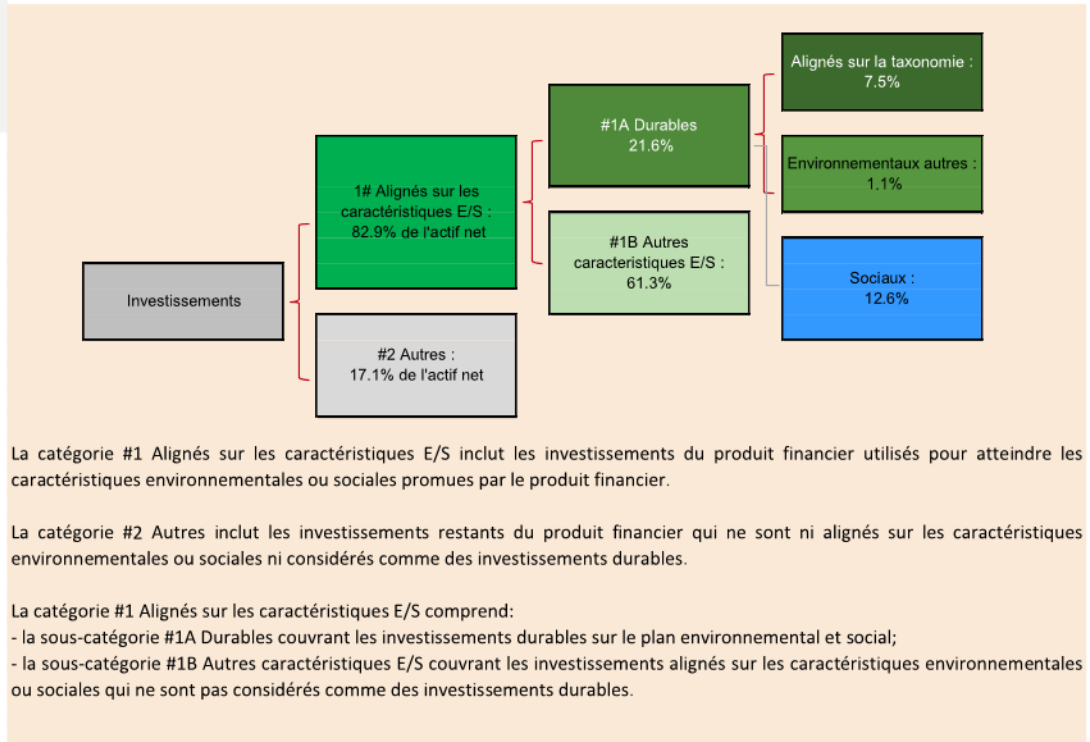 Alignés sur la taxonomie :
7.5%
#1A Durables
21.6%
Environnementaux autres :
1.1%
1# Alignés sur les
caractéristiques E/S :
82.9% de l'actif net
#1B Autres
caracteristiques E/S :
61.3%
Sociaux :
12.6%
Investissements
#2 Autres :
17.1% de l'actif net
La catégorie #1 Alignés sur les caractéristiques E/S inclut les investissements du produit financier utilisés pour atteindre les
caractéristiques environnementales ou sociales promues par le produit financier.
La catégorie #2 Autres inclut les investissements restants du produit financier qui ne sont ni alignés sur les caractéristiques
environnementales ou sociales ni considérés comme des investissements durables.
La catégorie #1 Alignés sur les caractéristiques E/S comprend:
- la sous-catégorie #1A Durables couvrant les investissements durables sur le plan environnemental et social;
- la sous-catégorie #1B Autres caractéristiques E/S couvrant les investissements alignés sur les caractéristiques environnementales
ou sociales qui ne sont pas considérés comme des investissements durables.